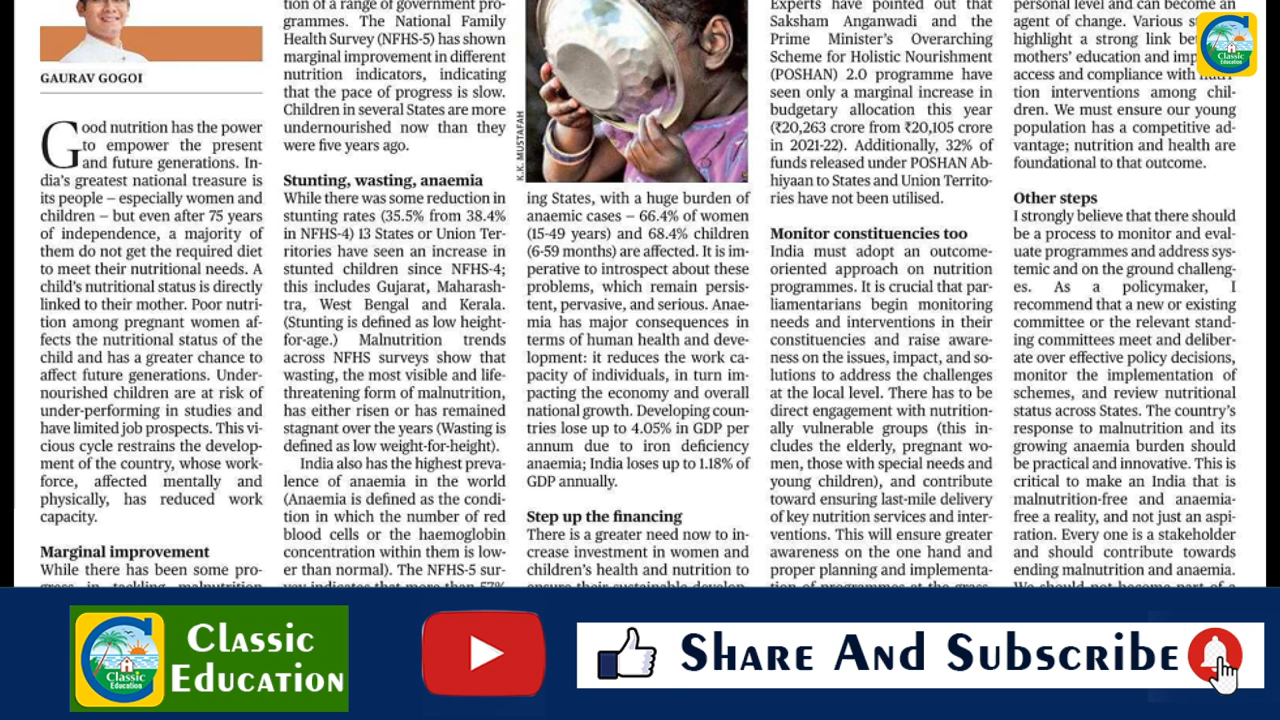 GAURAV GOGOI
Good nutrition has the power
to empower the present
and future generations. In-
dia's greatest national treasure is
its people – especially women and
children – but even after 75 years
of independence, a majority of
them do not get the required diet
to meet their nutritional needs. A
child's nutritional status is directly
linked to their mother. Poor nutri-
tion among pregnant women af-
fects the nutritional status of the
child and has a greater chance to
affect future generations. Under-
nourished children are at risk of
under-performing in studies and
have limited job prospects. This vi-
cious cycle restrains the develop-
ment of the country, whose work-
force, affected mentally and
physically, has reduced work
capacity.
Marginal improvement
While there has been some pro-
gress in tackling malnutrition
tion of a range of government pro-
grammes. The National Family
Health Survey (NFHS-5) has shown
marginal improvement in different
nutrition indicators, indicating
that the pace of progress is slow.
Children in several States are more
undernourished now than they
were five years ago.
Stunting, wasting, anaemia
While there was some reduction in
stunting rates (35.5% from 38.4%
in NFHS-4) 13 States or Union Ter-
ritories have seen an increase in
stunted children since NFHS-4;
this includes Gujarat, Maharash-
tra, West Bengal and Kerala.
(Stunting is defined as low height-
for-age.) Malnutrition trends
across NFHS surveys show that
wasting, the most visible and life-
threatening form of malnutrition,
has either risen or has remained
stagnant over the years (Wasting is
defined as low weight-for-height).
India also has the highest preva-
lence of anaemia in the world
(Anaemia is defined as the condi-
tion in which the number of red
blood cells or the haemoglobin
concentration within them is low-
er than normal). The NFHS-5 sur-
vey indicates that more than 57%
K.K. MUSTAFAH
ing States, with a huge burden of
anaemic cases – 66.4% of women
(15-49 years) and 68.4% children
(6-59 months) are affected. It is im-
perative to introspect about these
problems, which remain persis-
tent, pervasive, and serious. Anae-
mia has major consequences in
terms of human health and deve-
lopment: it reduces the work ca-
pacity of individuals, in turn im-
pacting the economy and overall
national growth. Developing coun-
tries lose up to 4.05% in GDP per
annum due to iron deficiency
anaemia; India loses up to 1.18% of
GDP annually.
Step up the financing
There is a greater need now to in-
crease investment in women and
children's health and nutrition to
ensure their sustainable develop-
Experts have pointed out that
Saksham Anganwadi and the
Prime Minister's Overarching
Scheme for Holistic Nourishment
(POSHAN) 2.0 programme have
seen only a marginal increase in
budgetary allocation this year
(₹20,263 crore from ₹20,105 crore
in 2021-22). Additionally, 32% of
funds released under POSHAN Ab-
hiyaan to States and Union Territo-
ries have not been utilised.
Monitor constituencies too
India must adopt an outcome-
oriented approach on nutrition
programmes. It is crucial that par-
liamentarians begin monitoring
needs and interventions in their
constituencies and raise aware-
ness on the issues, impact, and so-
lutions to address the challenges
at the local level. There has to be
direct engagement with nutrition-
ally vulnerable groups (this in-
cludes the elderly, pregnant wo-
men, those with special needs and
young children), and contribute
toward ensuring last-mile delivery
of key nutrition services and inter-
ventions. This will ensure greater
awareness on the one hand and
proper planning and implementa-
tion of programmes at the grass-
personal level and can become an
agent of change. Various
highlight a strong link
mothers' education and
access and compliance with
tion interventions among chil-
dren. We must ensure our young
population has a competitive ad-
vantage; nutrition and health are
foundational to that outcome.
Other steps
I strongly believe that there should
be a process to monitor and eval-
uate programmes and address sys-
temic and on the ground challeng-
es. As a policymaker, I
recommend that a new or existing
committee or the relevant stand-
ing committees meet and deliber-
ate over effective policy decisions,
monitor the implementation of
schemes, and review nutritional
status across States. The country's
response to malnutrition and its
growing anaemia burden should
be practical and innovative. This is
critical to make an India that is
malnutrition-free and anaemia-
free a reality, and not just an aspi-
ration. Every one is a stakeholder
and should contribute towards
ending malnutrition and anaemia.
We should not become part of a
Classic
Education
Classic
Education
Classic
Education
Share And Subscribe